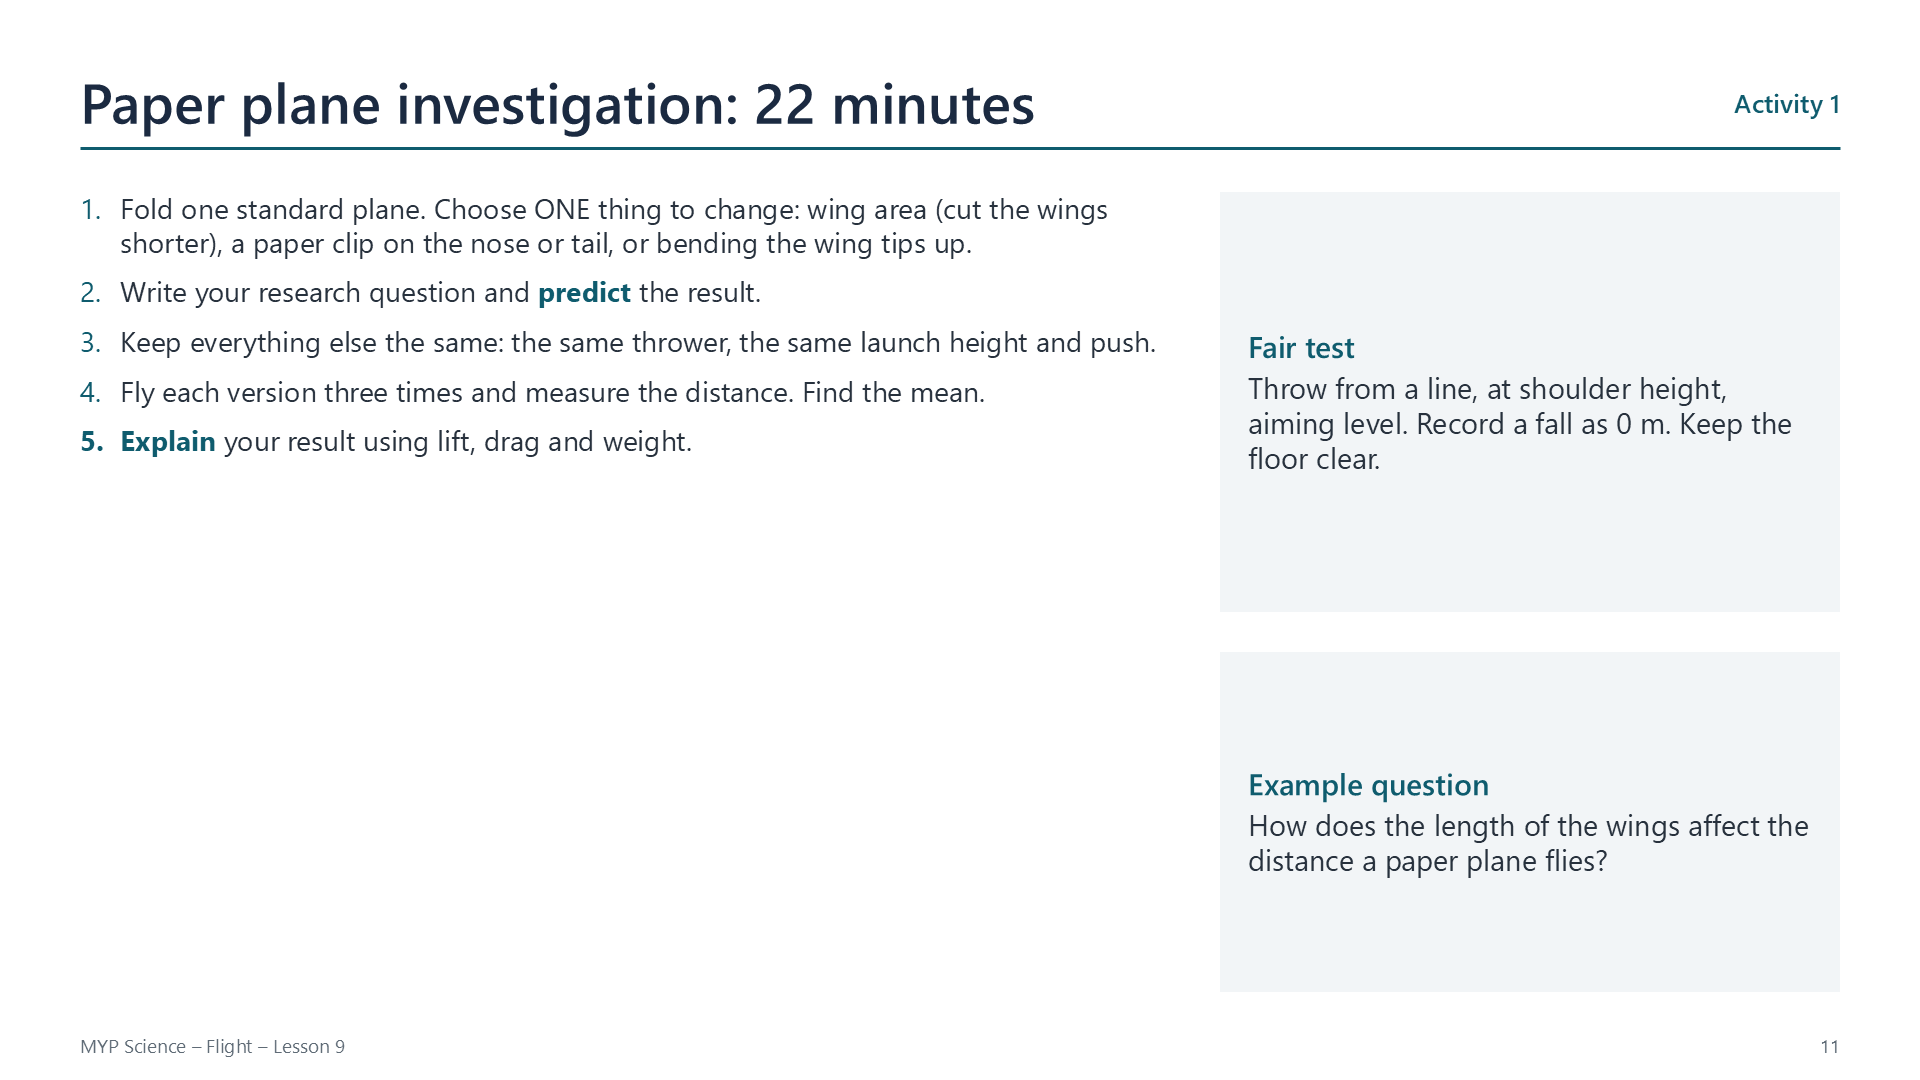 Paper plane investigation: 22 minutes
Activity 1
1. Fold one standard plane. Choose ONE thing to change: wing area (cut the wings
shorter), a paper clip on the nose or tail, or bending the wing tips up.
2. Write your research question and predict the result.
3. Keep everything else the same: the same thrower, the same launch height and push.
4. Fly each version three times and measure the distance. Find the mean.
5. Explain your result using lift, drag and weight.
Fair test
Throw from a line, at shoulder height,
aiming level. Record a fall as 0 m. Keep the
floor clear.
Example question
How does the length of the wings affect the
distance a paper plane flies?
MYP Science – Flight – Lesson 9
11